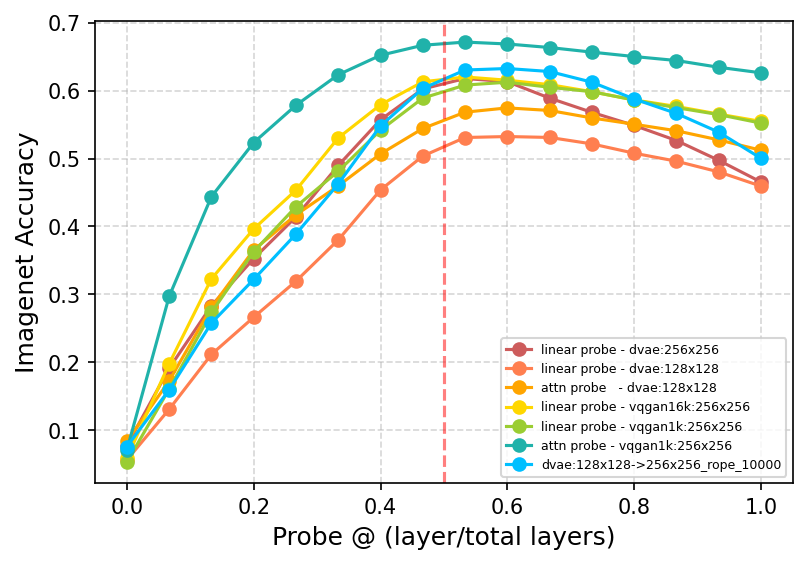 0.7
0.6
0.5
0.4
0.3
0.2
0.1
Imagenet Accuracy
linear probe - dvae:256x256
linear probe - dvae:128x128
attn probe   - dvae:128x128
linear probe - vqgan16k:256x256
linear probe - vqgan1k:256x256
attn probe - vqgan1k:256x256
dvae:128x128->256x256_rope_10000
0.0 0.2 0.4 0.6 0.8 1.0
Probe @ (layer/total layers)